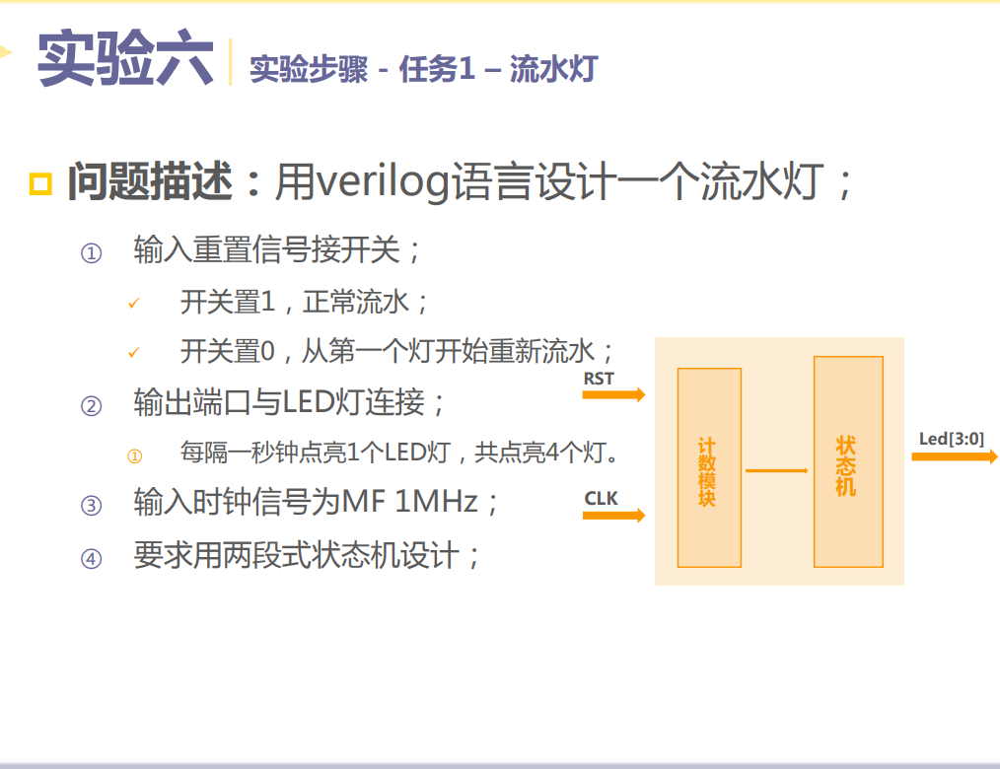 实验六
实验步骤 - 任务1 – 流水灯
问题描述：用verilog语言设计一个流水灯；
① 输入重置信号接开关；
✓ 开关置1，正常流水；
✓ 开关置0，从第一个灯开始重新流水；
② 输出端口与LED灯连接；
① 每隔一秒钟点亮1个LED灯，共点亮4个灯。
③ 输入时钟信号为MF 1MHz；
④ 要求用两段式状态机设计；
RST
CLK
计数模块
状态机
Led[3:0]